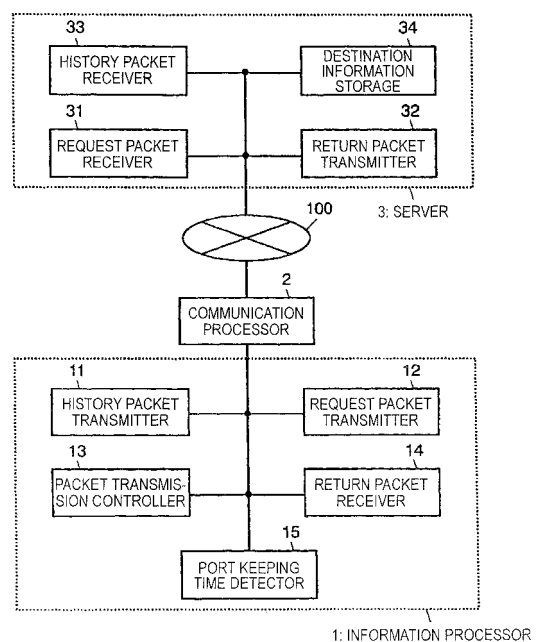 33
HISTORY PACKET
RECEIVER
34
DESTINATION
INFORMATION
STORAGE
31
REQUEST PACKET
RECEIVER
32
RETURN PACKET
TRANSMITTER
3: SERVER
100
2
COMMUNICATION
PROCESSOR
11
HISTORY PACKET
TRANSMITTER
12
REQUEST PACKET
TRANSMITTER
13
PACKET TRANSMIS-
SION CONTROLLER
14
RETURN PACKET
RECEIVER
15
PORT KEEPING
TIME DETECTOR
1: INFORMATION PROCESSOR